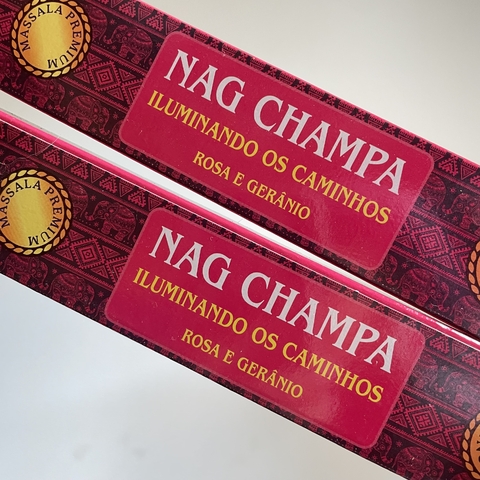 MASSALA PREMIUM
NAG CHAMPA
ILUMINANDO OS CAMINHOS
ROSA E GERÂNIO
MASSALA PREMIUM
NAG CHAMPA
ILUMINANDO OS CAMINHOS
ROSA E GERÂNIO